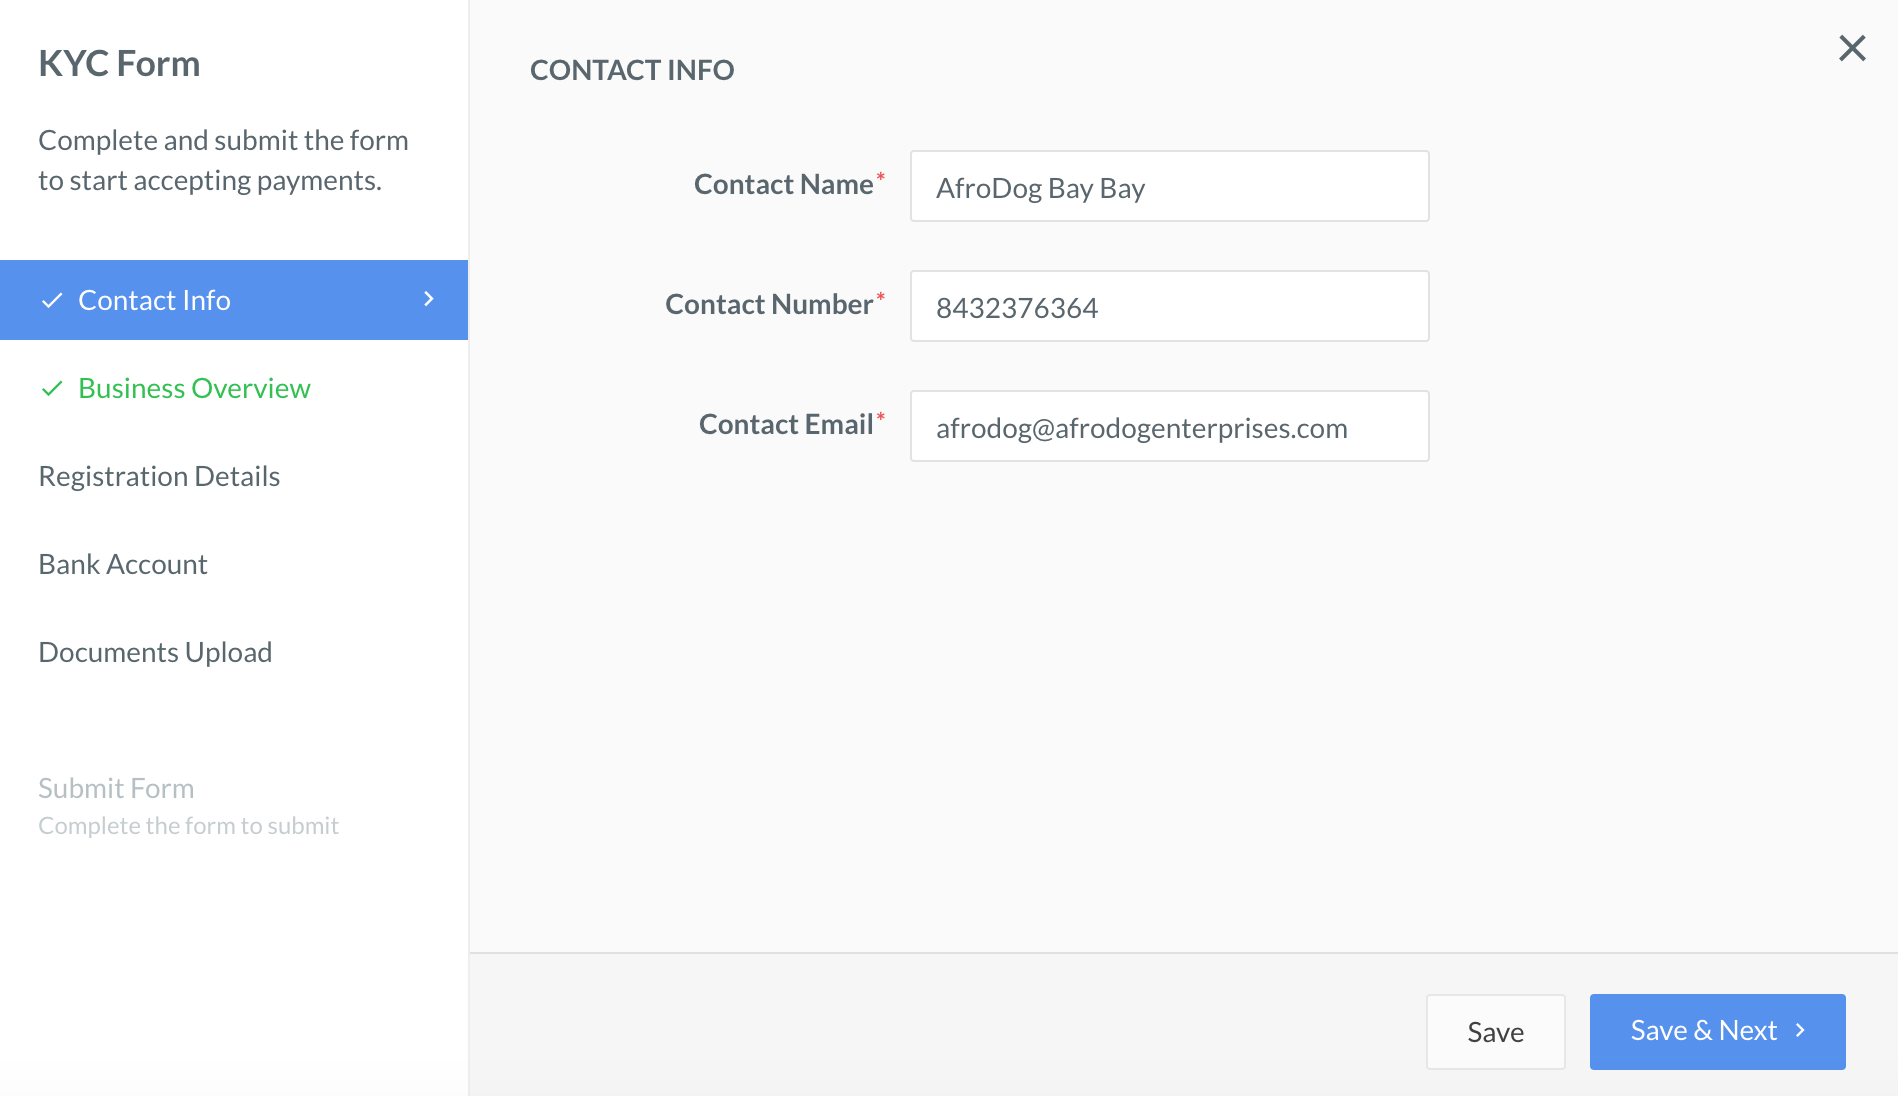 KYC Form
Complete and submit the form
to start accepting payments.
Contact Info
Business Overview
Registration Details
Bank Account
Documents Upload
Submit Form
Complete the form to submit
CONTACT INFO
Contact Name* AfroDog Bay Bay
Contact Number* 8432376364
Contact Email* afrodog@afrodogenterprises.com
Save
Save & Next